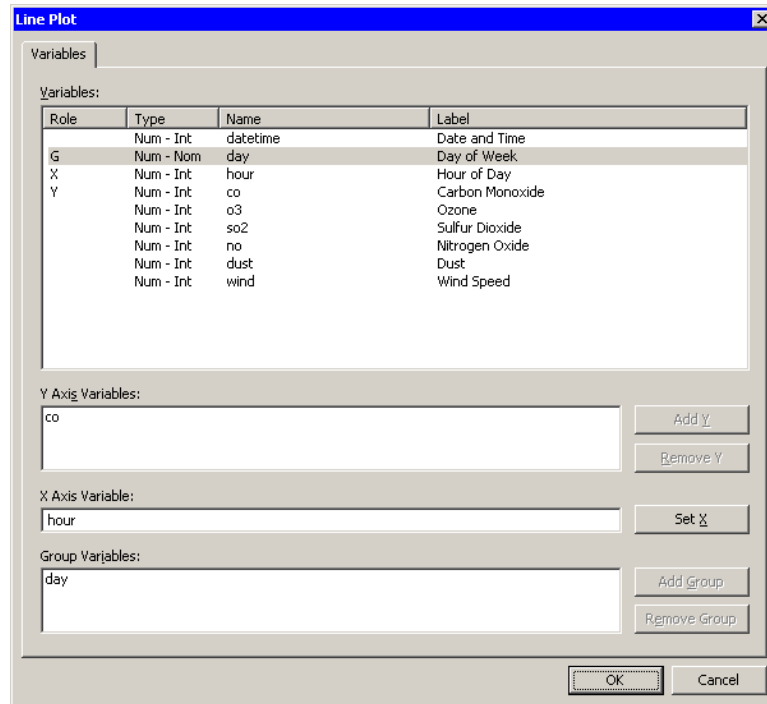 Line Plot
Variables
Variables:
Role Type Name Label
Num - Int datetime Date and Time
G Num - Nom day Day of Week
X Num - Int hour Hour of Day
Y Num - Int co Carbon Monoxide
Num - Int o3 Ozone
Num - Int so2 Sulfur Dioxide
Num - Int no Nitrogen Oxide
Num - Int dust Dust
Num - Int wind Wind Speed
Y Axis Variables:
co
Add Y
Remove Y
X Axis Variable:
hour
Set X
Group Variables:
day
Add Group
Remove Group
OK Cancel